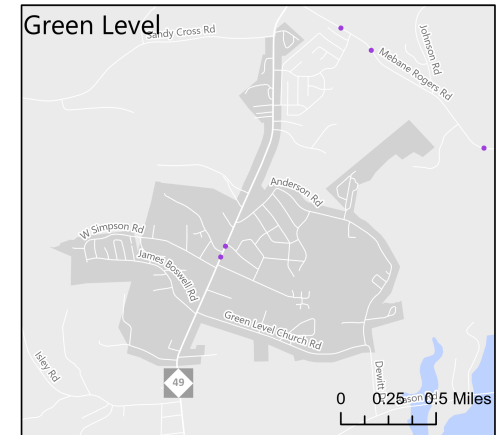 Green Level
Sandy Cross Rd
Johnson Rd
Mebane Rogers Rd
Anderson Rd
W Simpson Rd
James Boswell Rd
Green Level Church Rd
Isley Rd
49
Dewitt
0 0.25 0.5 Miles